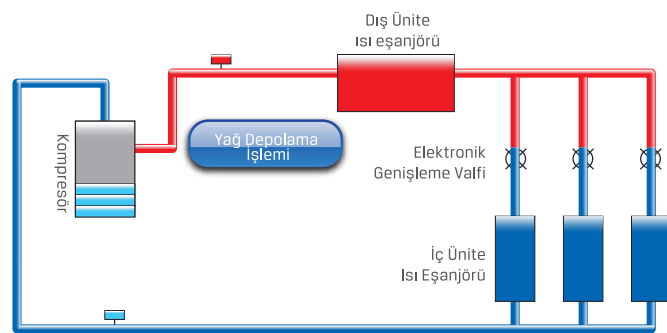 Dış Ünite
ısı eşanjörü
Kompresör
Yağ Depolama
İşlemi
Elektronik
Genişleme Valfi
İç Ünite
Isı Eşanjörü